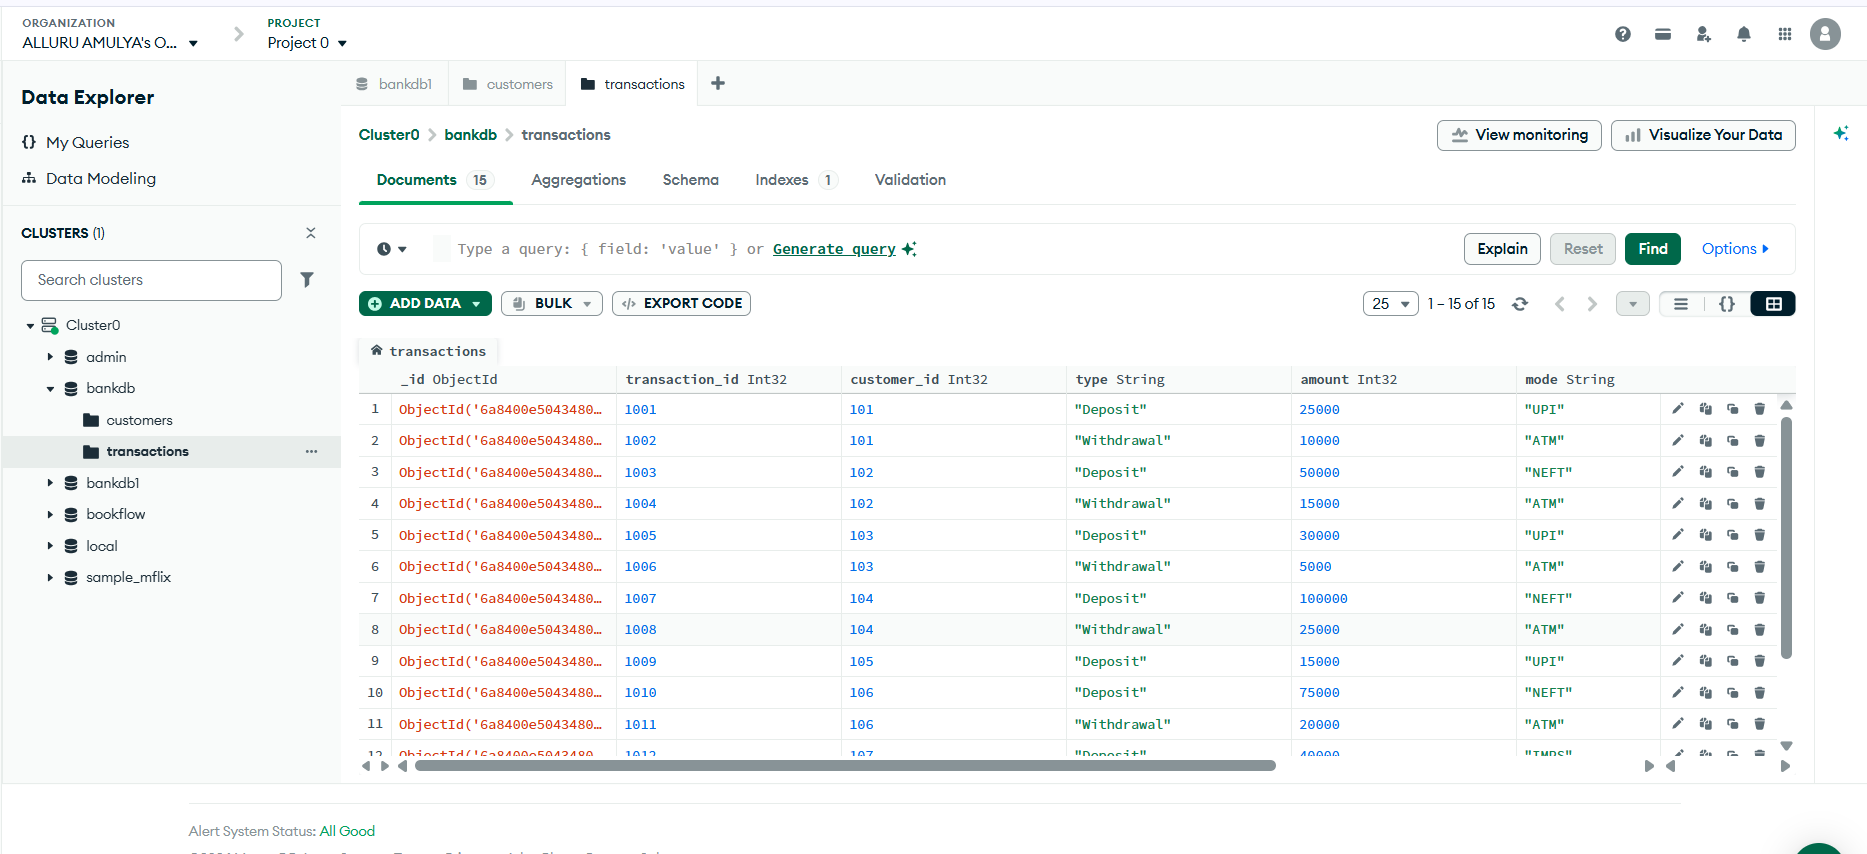 ORGANIZATION
ALLURU AMULYA's O...
PROJECT
Project 0
Data Explorer
My Queries
Data Modeling
CLUSTERS (1)
Search clusters
Cluster0
admin
bankdb
customers
transactions
bankdb1
bookflow
local
sample_mflix
bankdb1
customers
transactions
Cluster0 > bankdb > transactions
View monitoring
Visualize Your Data
Documents 15
Aggregations
Schema
Indexes 1
Validation
Type a query: { field: 'value' } or Generate query
Explain
Reset
Find
Options
ADD DATA
BULK
EXPORT CODE
25
1 – 15 of 15
transactions
_id ObjectId transaction_id Int32 customer_id Int32 type String amount Int32 mode String
1 ObjectId('6a8400e5043480… 1001 101 "Deposit" 25000 "UPI"
2 ObjectId('6a8400e5043480… 1002 101 "Withdrawal" 10000 "ATM"
3 ObjectId('6a8400e5043480… 1003 102 "Deposit" 50000 "NEFT"
4 ObjectId('6a8400e5043480… 1004 102 "Withdrawal" 15000 "ATM"
5 ObjectId('6a8400e5043480… 1005 103 "Deposit" 30000 "UPI"
6 ObjectId('6a8400e5043480… 1006 103 "Withdrawal" 5000 "ATM"
7 ObjectId('6a8400e5043480… 1007 104 "Deposit" 100000 "NEFT"
8 ObjectId('6a8400e5043480… 1008 104 "Withdrawal" 25000 "ATM"
9 ObjectId('6a8400e5043480… 1009 105 "Deposit" 15000 "UPI"
10 ObjectId('6a8400e5043480… 1010 106 "Deposit" 75000 "NEFT"
11 ObjectId('6a8400e5043480… 1011 106 "Withdrawal" 20000 "ATM"
12 ObjectId('6a8400e5043480 1012 107 "Deposit" 40000 "IMPS"
Alert System Status: All Good